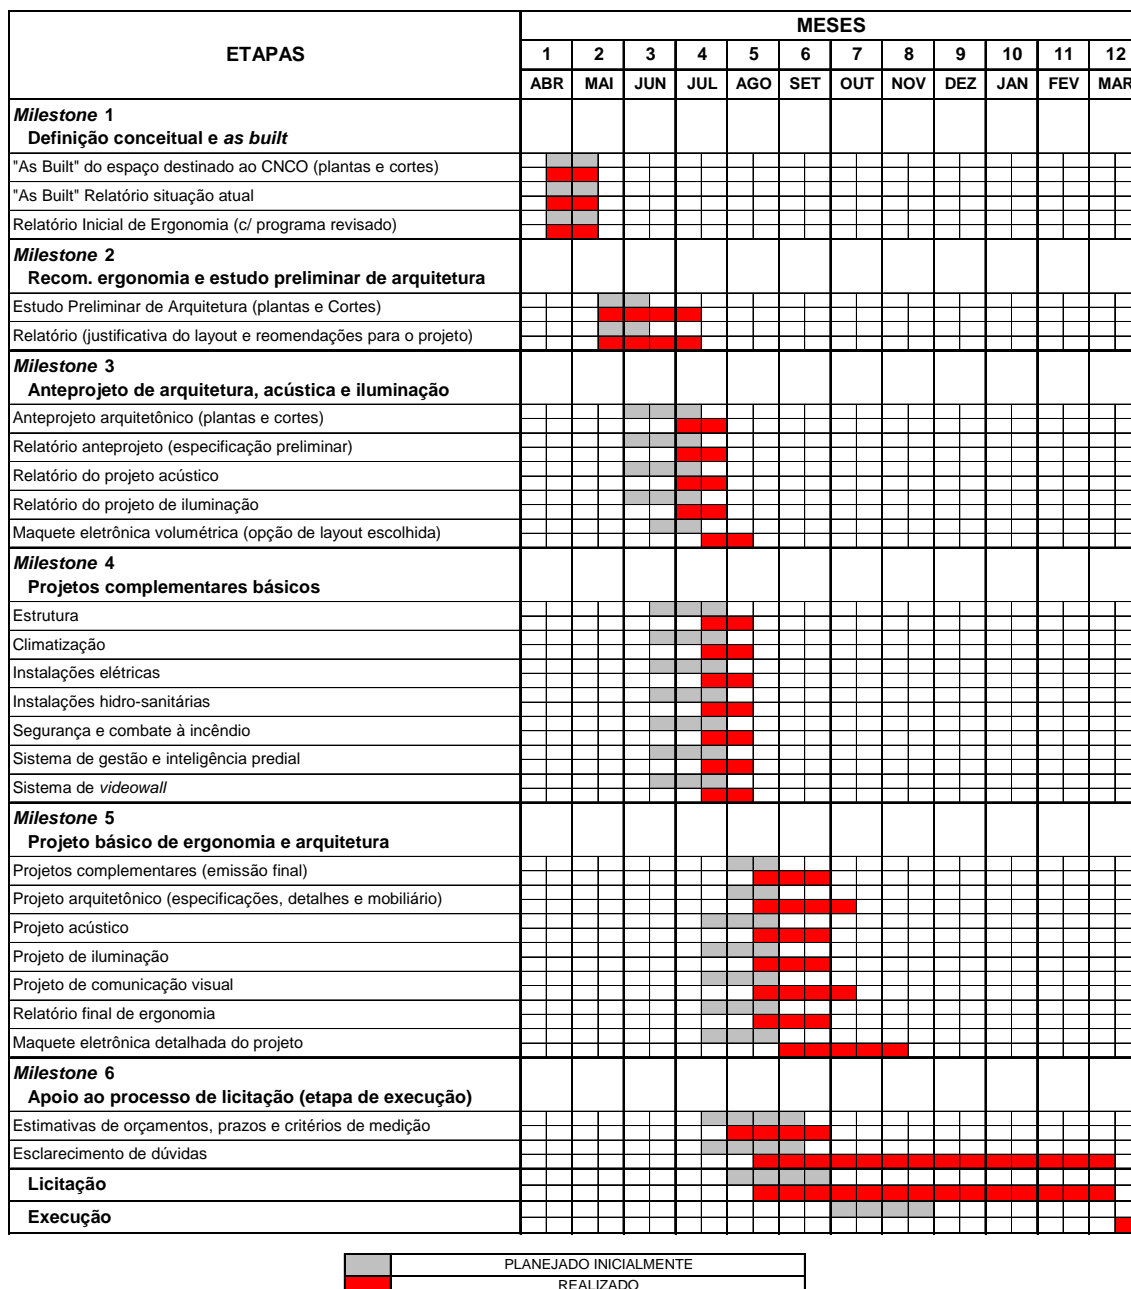 MESES
ETAPAS
1 2 3 4 5 6 7 8 9 10 11 12
ABR MAI JUN JUL AGO SET OUT NOV DEZ JAN FEV MAR
Milestone 1
Definição conceitual e as built
"As Built" do espaço destinado ao CNCO (plantas e cortes)
"As Built" Relatório situação atual
Relatório Inicial de Ergonomia (c/ programa revisado)
Milestone 2
Recom. ergonomia e estudo preliminar de arquitetura
Estudo Preliminar de Arquitetura (plantas e Cortes)
Relatório (justificativa do layout e reomendações para o projeto)
Milestone 3
Anteprojeto de arquitetura, acústica e iluminação
Anteprojeto arquitetônico (plantas e cortes)
Relatório anteprojeto (especificação preliminar)
Relatório do projeto acústico
Relatório do projeto de iluminação
Maquete eletrônica volumétrica (opção de layout escolhida)
Milestone 4
Projetos complementares básicos
Estrutura
Climatização
Instalações elétricas
Instalações hidro-sanitárias
Segurança e combate à incêndio
Sistema de gestão e inteligência predial
Sistema de videowall
Milestone 5
Projeto básico de ergonomia e arquitetura
Projetos complementares (emissão final)
Projeto arquitetônico (especificações, detalhes e mobiliário)
Projeto acústico
Projeto de iluminação
Projeto de comunicação visual
Relatório final de ergonomia
Maquete eletrônica detalhada do projeto
Milestone 6
Apoio ao processo de licitação (etapa de execução)
Estimativas de orçamentos, prazos e critérios de medição
Esclarecimento de dúvidas
Licitação
Execução
PLANEJADO INICIALMENTE
REALIZADO